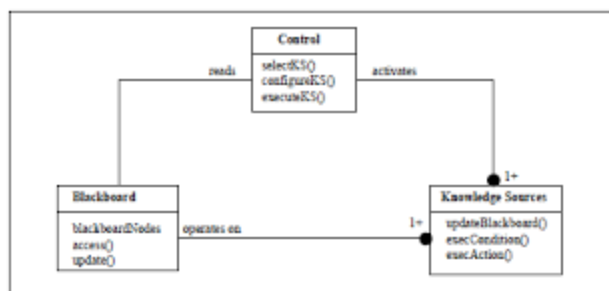 Control
selectKS()
configureKS()
executeKS()
reads
activates
1+
Blackboard
blackboardNodes
access()
update()
operates on
1+
Knowledge Sources
updateBlackboard()
execCondition()
execAction()